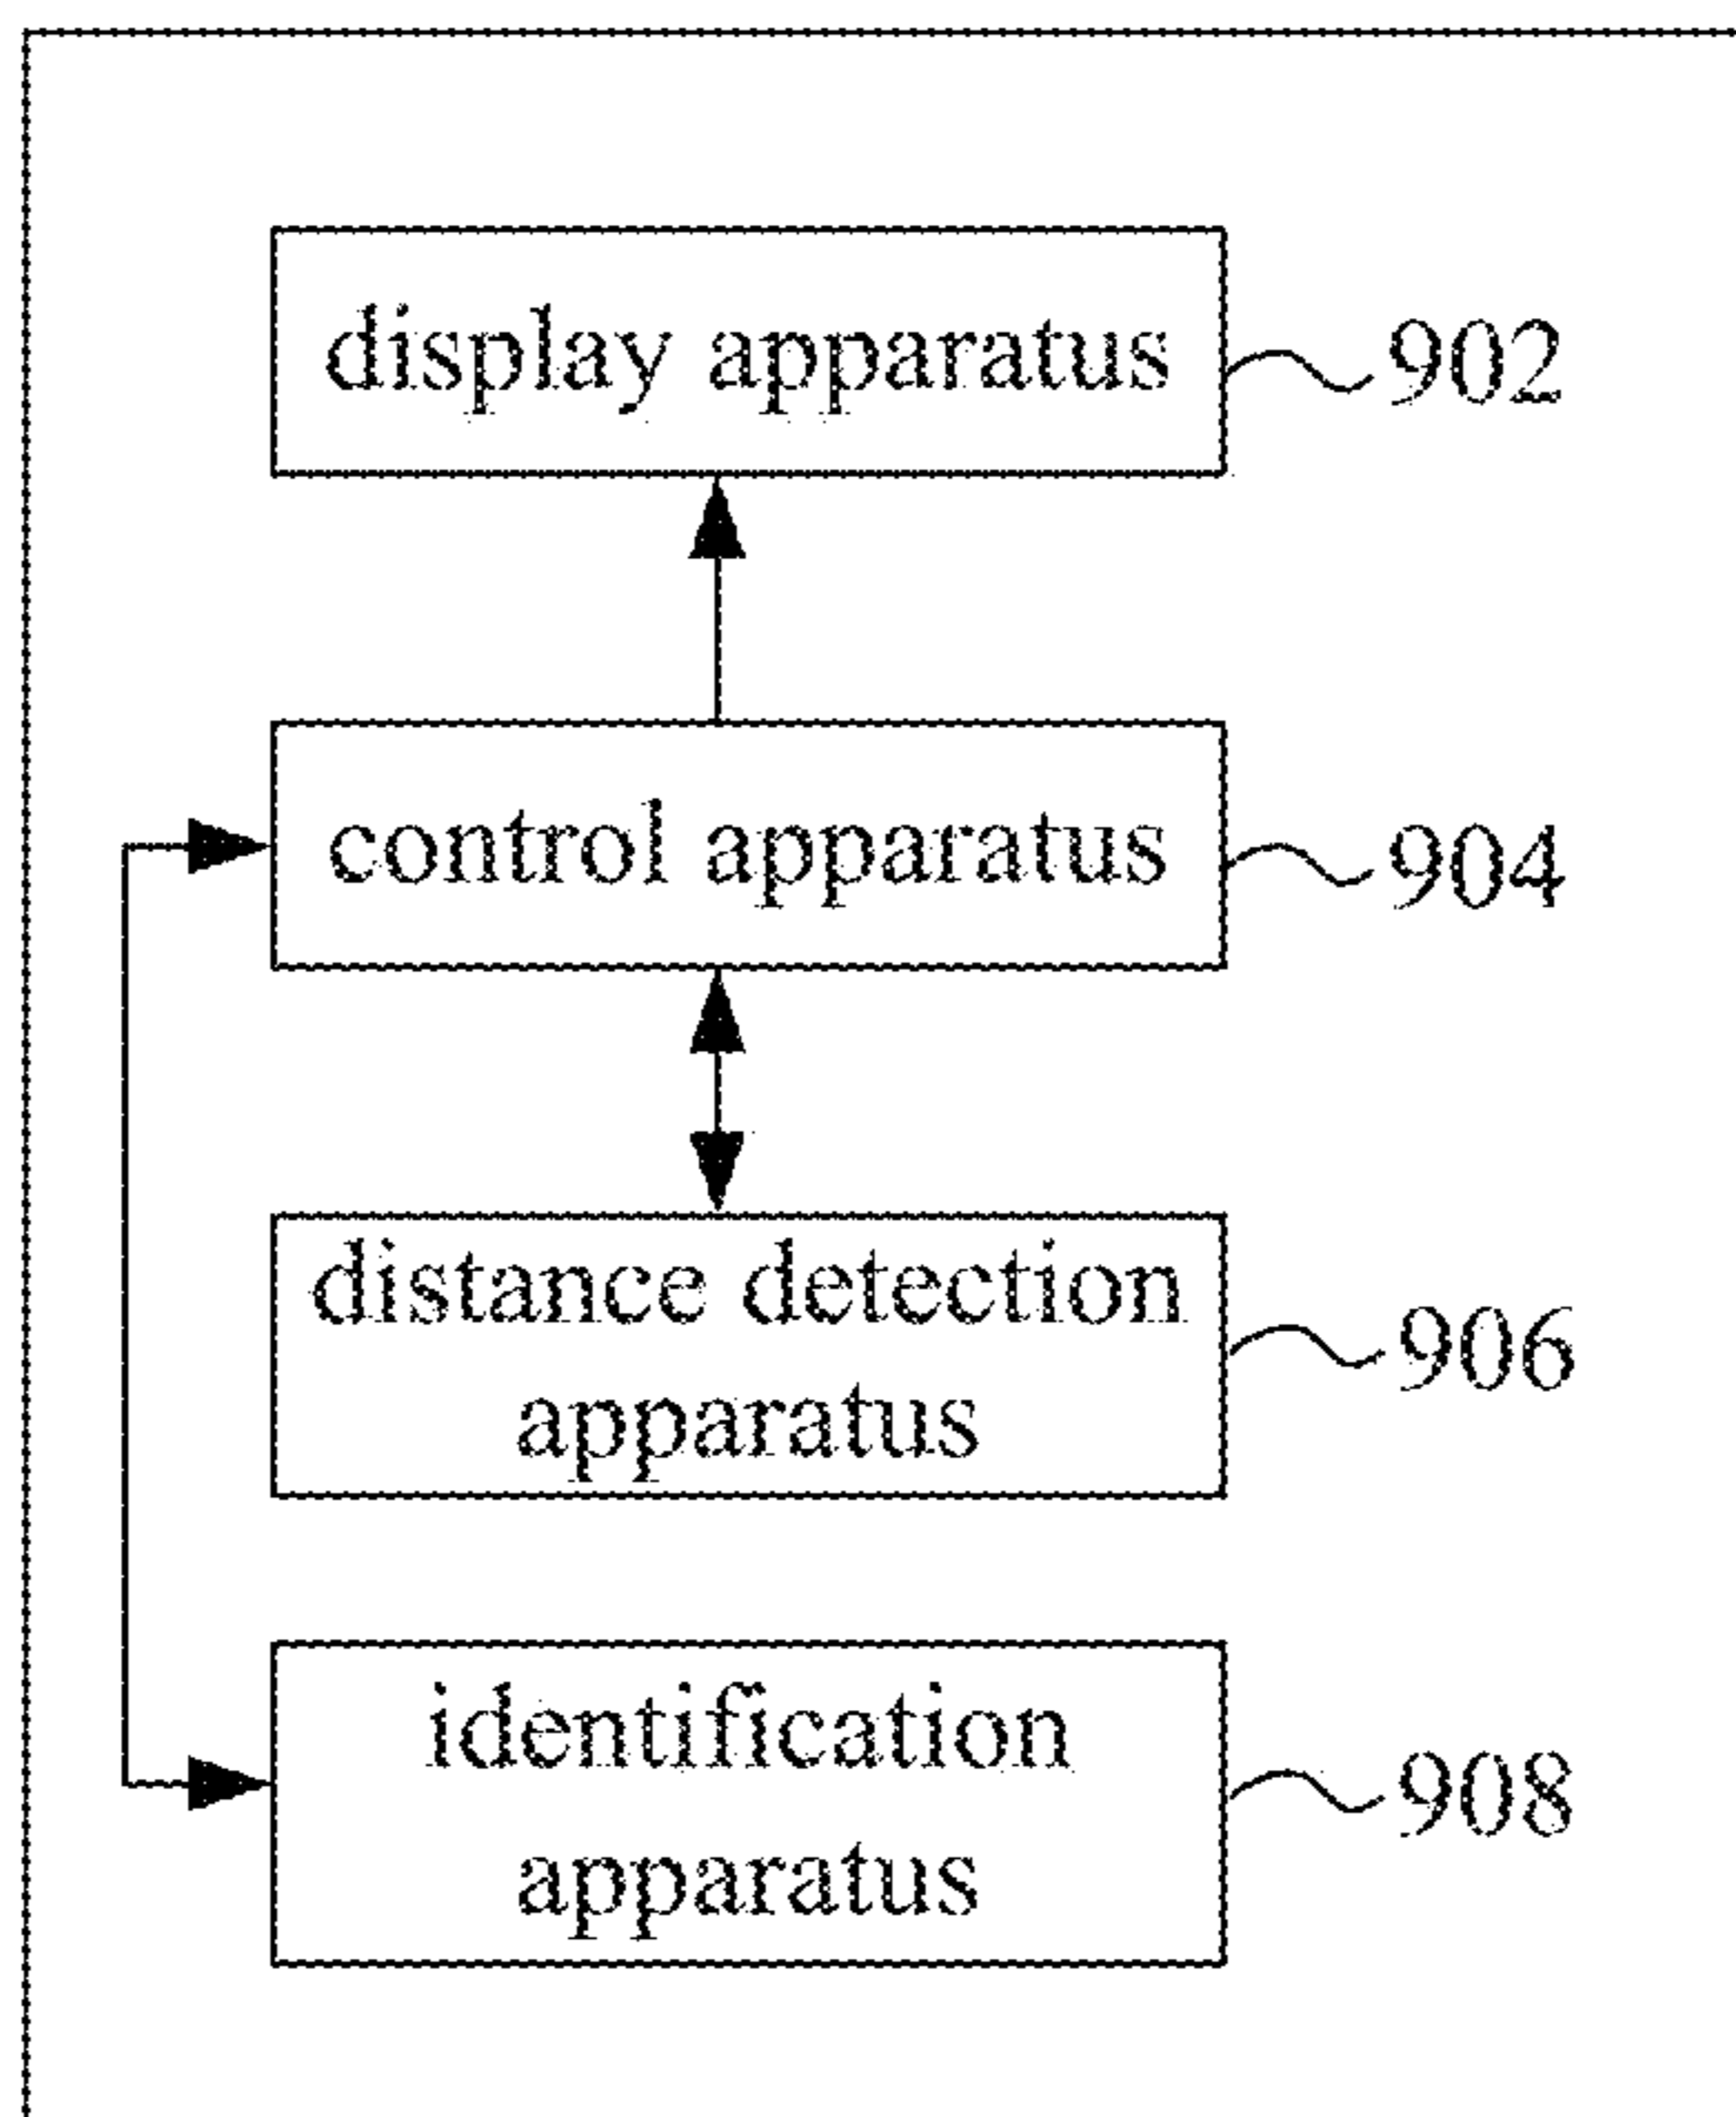 display apparatus
902
control apparatus
904
distance detection
apparatus
906
identification
apparatus
908